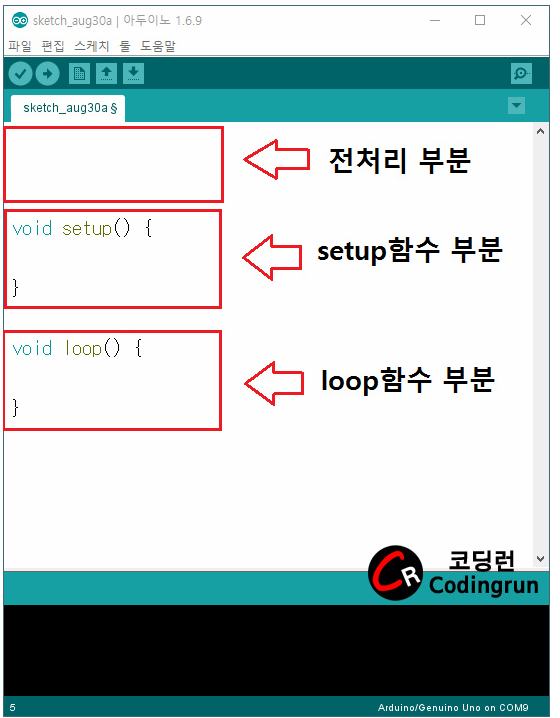 sketch_aug30a | 아두이노 1.6.9
파일 편집 스케치 툴 도움말
sketch_aug30a §
전처리 부분
void setup() {
setup함수 부분
}
void loop() {
loop함수 부분
}
CR
코딩런
Codingrun
5
Arduino/Genuino Uno on COM9